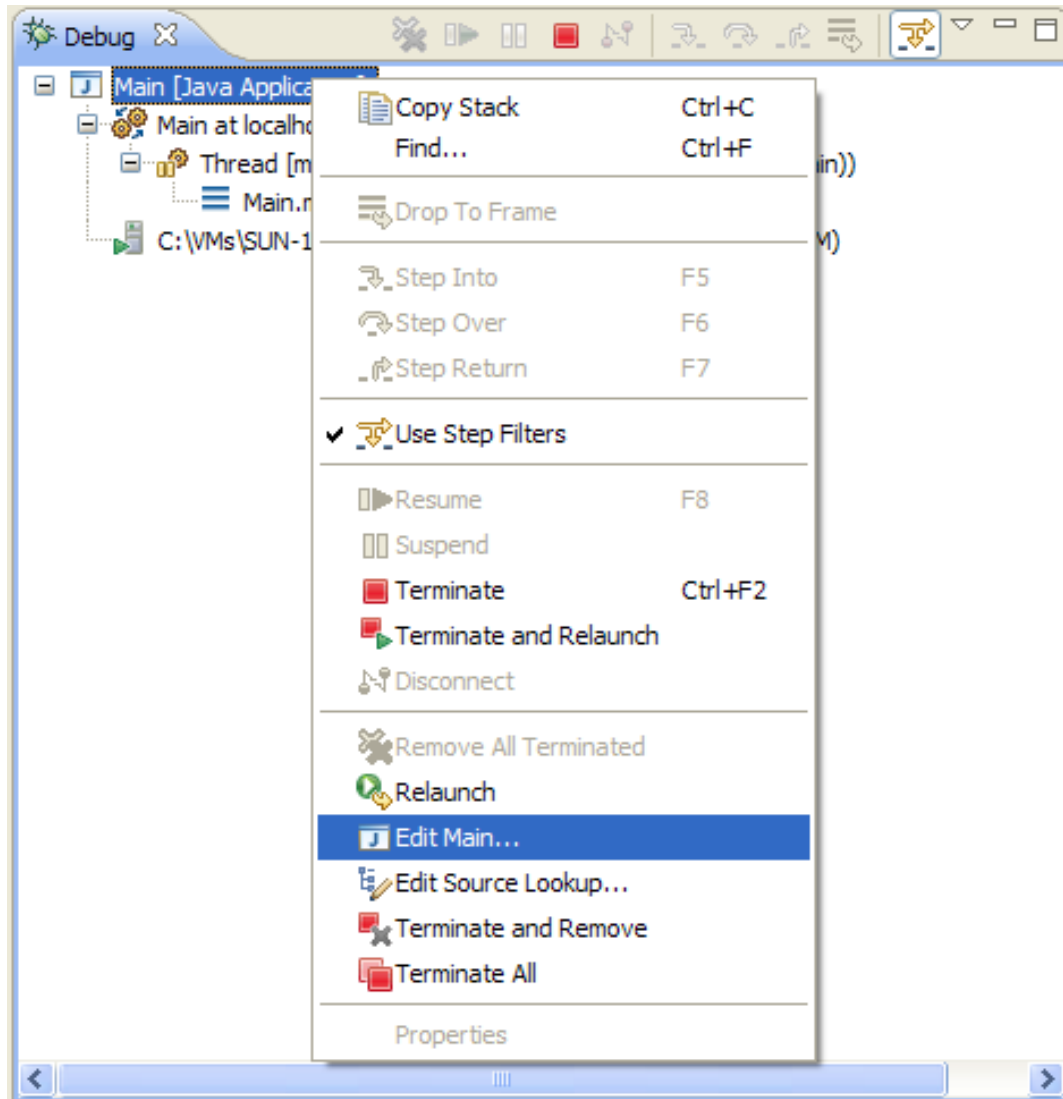 Debug
Main [Java Applica
Main at localho
Thread [m
in))
Main.
C:\VMs\SUN-1
M)
Copy Stack Ctrl+C
Find... Ctrl+F
Drop To Frame
Step Into F5
Step Over F6
Step Return F7
Use Step Filters
Resume F8
Suspend
Terminate Ctrl+F2
Terminate and Relaunch
Disconnect
Remove All Terminated
Relaunch
Edit Main...
Edit Source Lookup...
Terminate and Remove
Terminate All
Properties